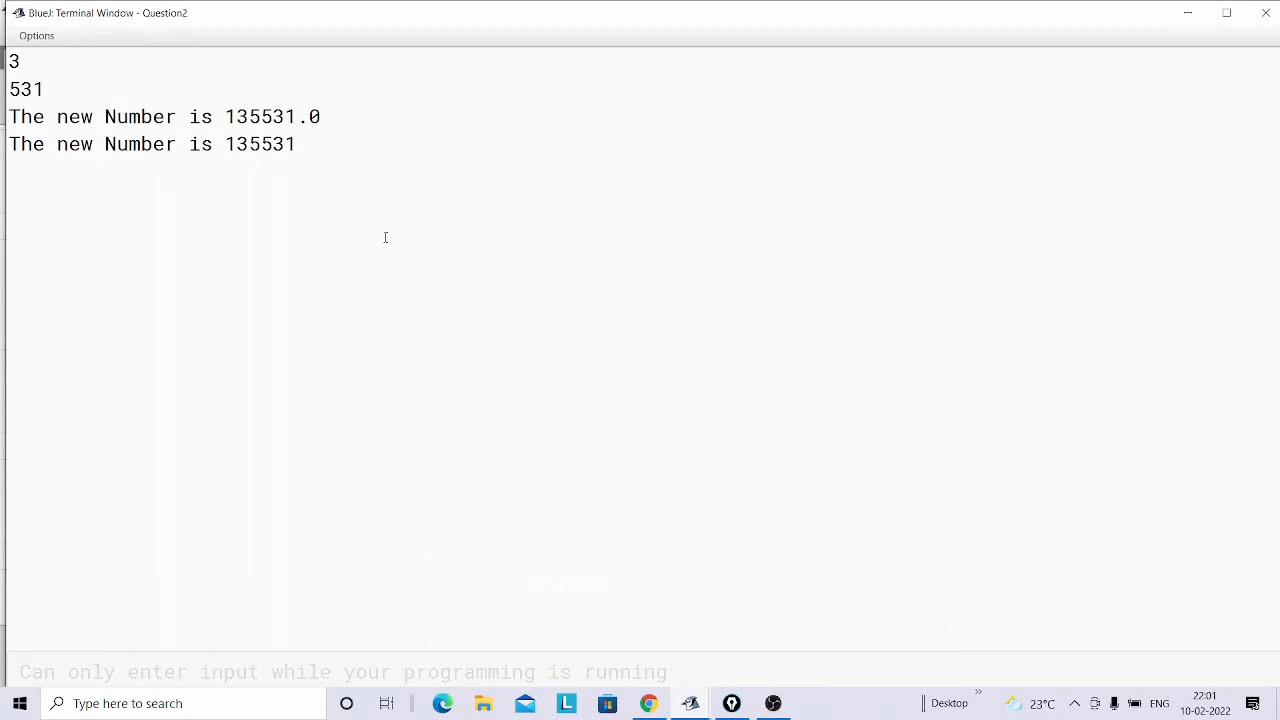 BlueJ: Terminal Window - Question2
Options
3
531
The new Number is 135531.0
The new Number is 135531
Can only enter input while your programming is running
Type here to search
L
Desktop
23°C
ENG
22:01
10-02-2022